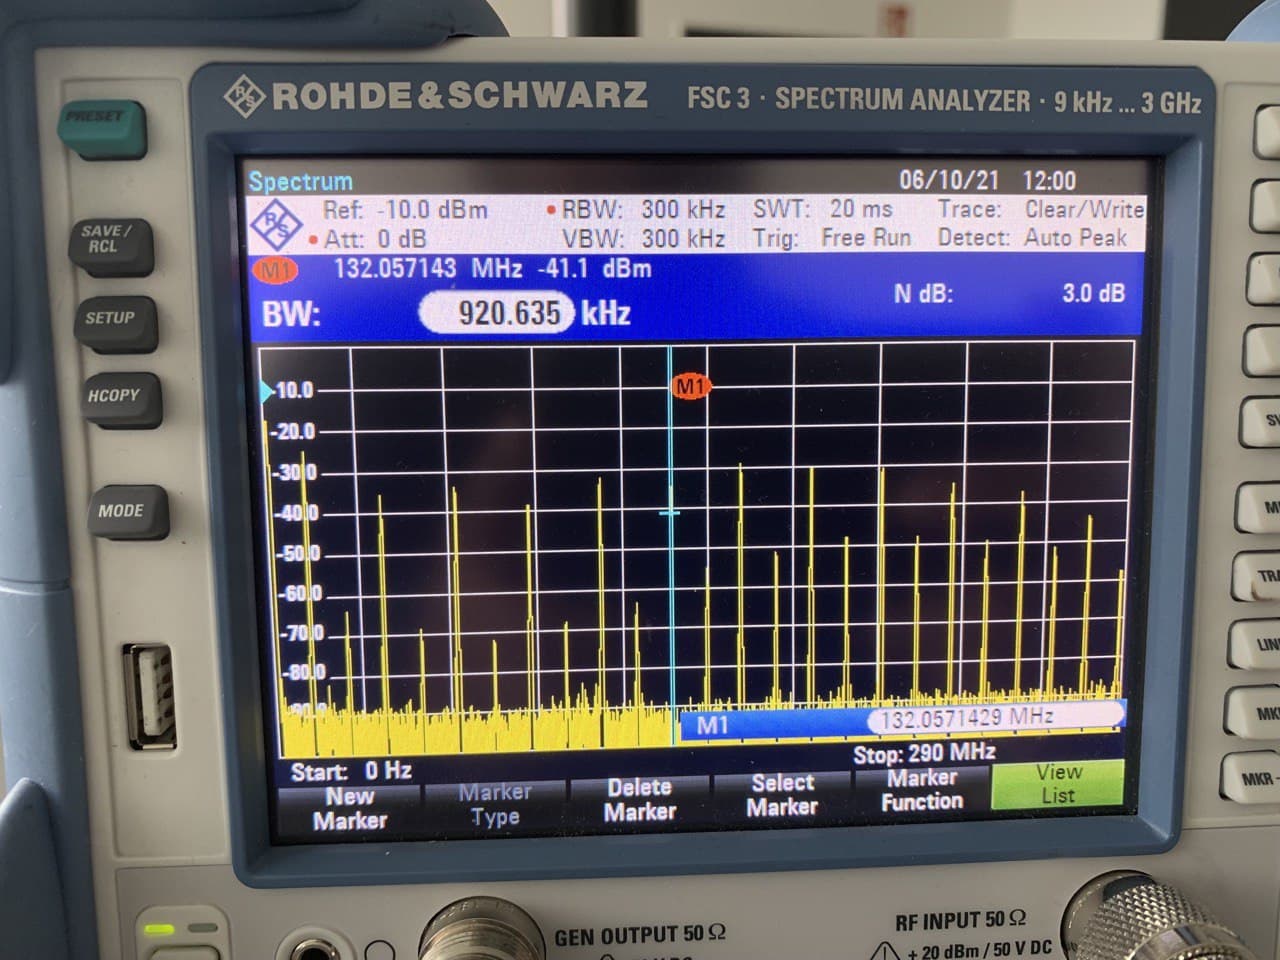 ROHDE&SCHWARZ FSC 3 · SPECTRUM ANALYZER · 9 kHz ... 3 GHz
PRESET
SAVE / RCL
SETUP
HCOPY
MODE
Spectrum 06/10/21 12:00
Ref: -10.0 dBm • RBW: 300 kHz SWT: 20 ms Trace: Clear/Write
• Att: 0 dB VBW: 300 kHz Trig: Free Run Detect: Auto Peak
M1 132.057143 MHz -41.1 dBm
BW: 920.635 kHz N dB: 3.0 dB
M1
-10.0
-20.0
-30.0
-40.0
-50.0
-60.0
-70.0
-80.0
M1 132.0571429 MHz
Start: 0 Hz Stop: 290 MHz
New Marker
Marker Type
Delete Marker
Select Marker
Marker Function
View List
MKR-
GEN OUTPUT 50 Ω
RF INPUT 50 Ω
+ 20 dBm / 50 V DC